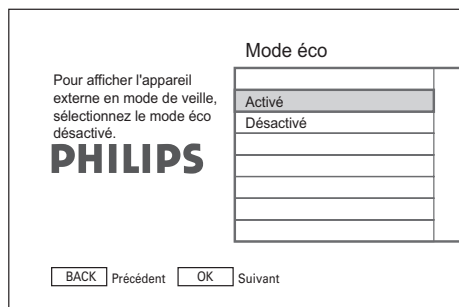 Mode éco
Pour afficher l'appareil
externe en mode de veille,
sélectionnez le mode éco
désactivé.
PHILIPS
Activé
Désactivé
BACK Précédent OK Suivant